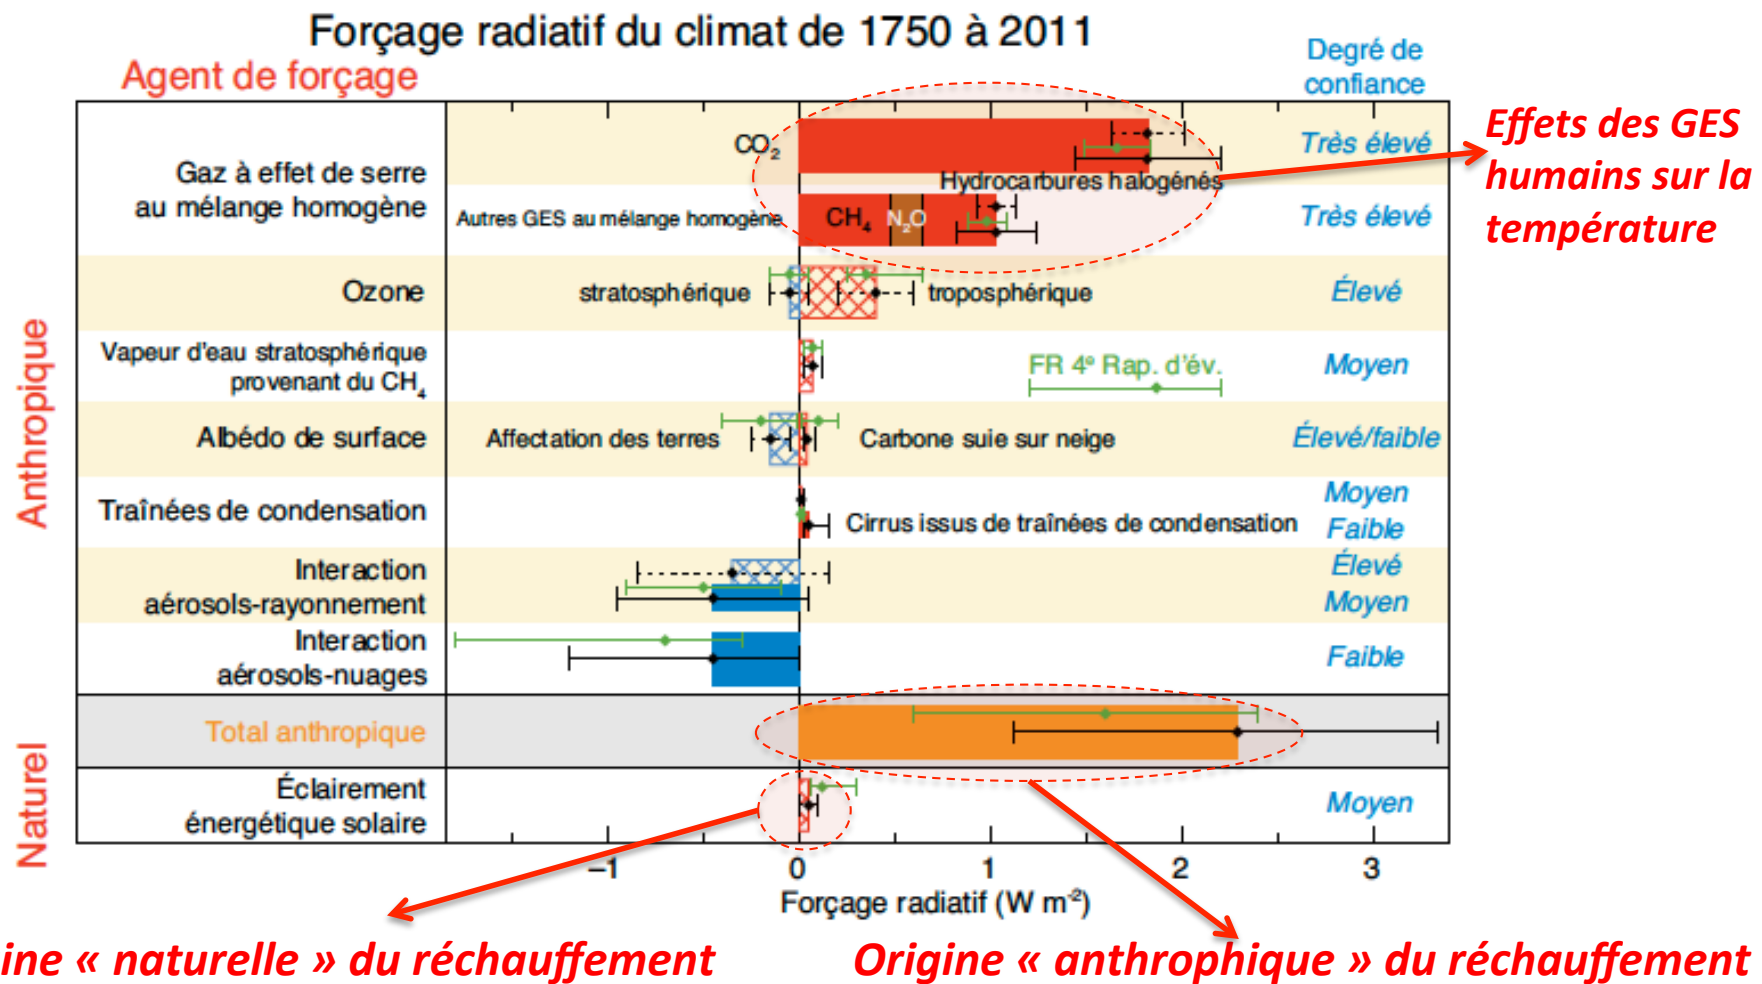 Forçage radiatif du climat de 1750 à 2011
Agent de forçage
Degré de
confiance
Anthropique
Naturel
Gaz à effet de serre
au mélange homogène
CO₂
Très élevé
Hydrocarbures halogénés
Autres GES au mélange homogène
CH₄
N₂O
Très élevé
Effets des GES
humains sur la
température
Ozone
stratosphérique
troposphérique
Élevé
Vapeur d'eau stratosphérique
provenant du CH₄
FR 4ᵉ Rap. d'év.
Moyen
Albédo de surface
Affectation des terres
Carbone suie sur neige
Élevé/faible
Traînées de condensation
Cirrus issus de traînées de condensation
Moyen
Faible
Interaction
aérosols-rayonnement
Élevé
Moyen
Interaction
aérosols-nuages
Faible
Total anthropique
Éclairement
énergétique solaire
Moyen
−1 0 1 2 3
Forçage radiatif (W m⁻²)
ine « naturelle » du réchauffement
Origine « anthrophique » du réchauffement